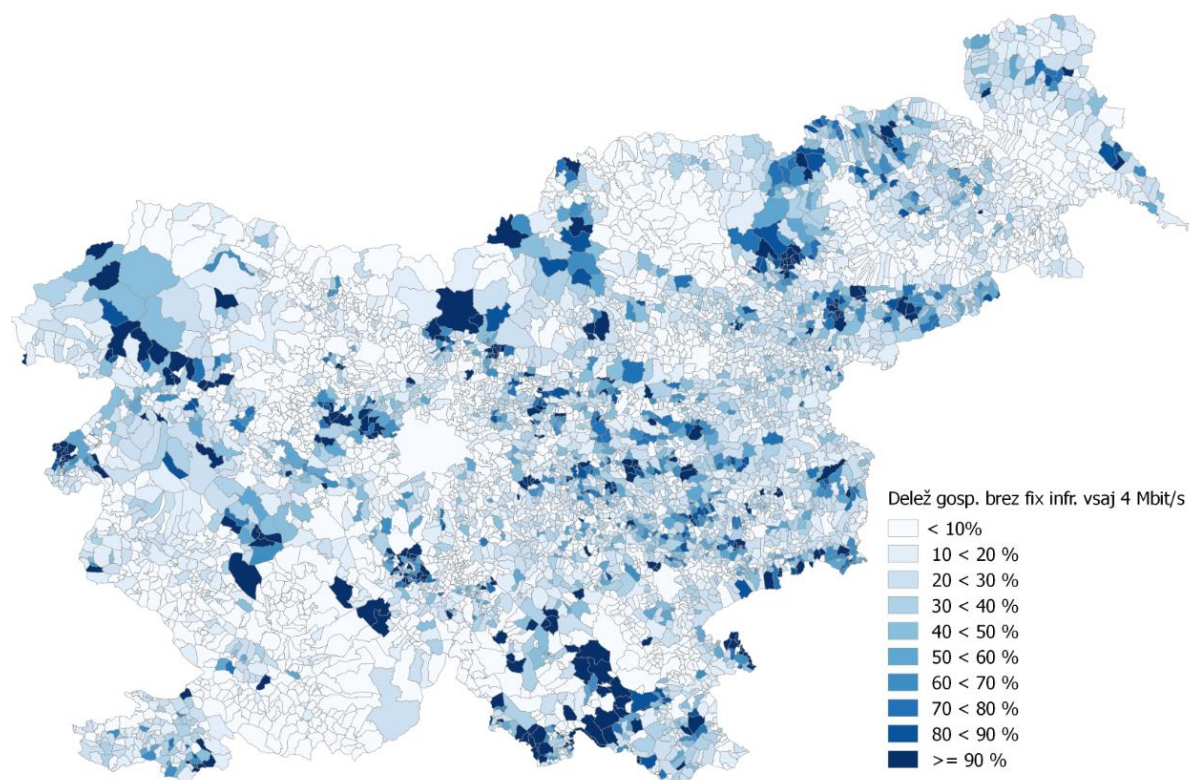 Delež gosp. brez fix infr. vsaj 4 Mbit/s
< 10%
10 < 20 %
20 < 30 %
30 < 40 %
40 < 50 %
50 < 60 %
60 < 70 %
70 < 80 %
80 < 90 %
>= 90 %